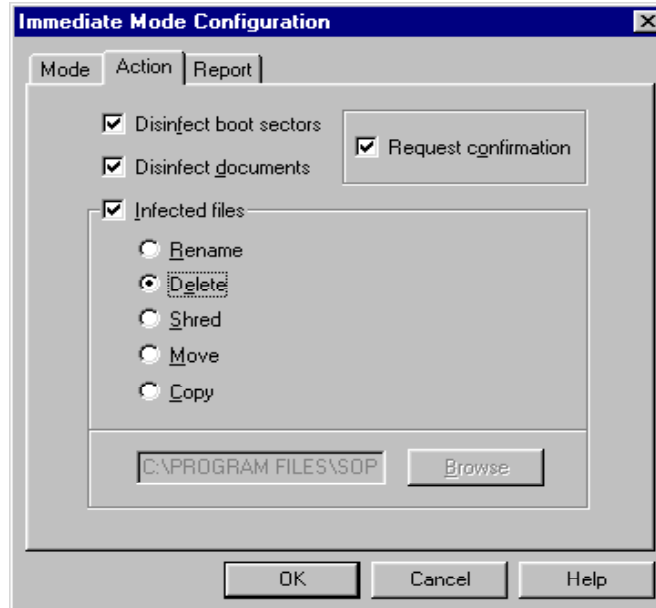 Immediate Mode Configuration
Mode Action Report
Disinfect boot sectors
Request confirmation
Disinfect documents
Infected files
Rename
Delete
Shred
Move
Copy
C:\PROGRAM FILES\SOP
Browse
OK Cancel Help